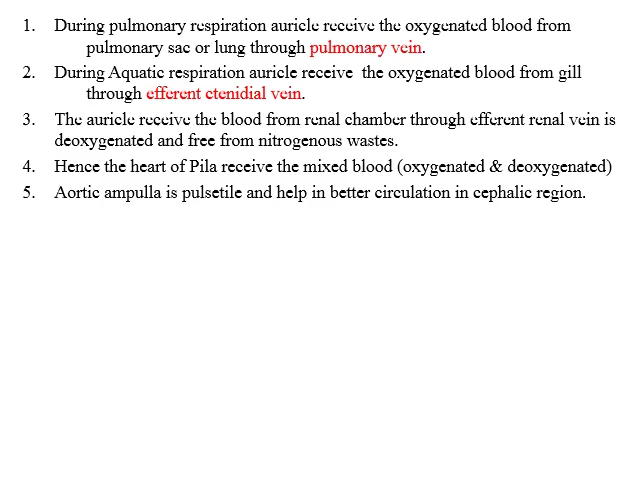 1. During pulmonary respiration auricle receive the oxygenated blood from
pulmonary sac or lung through pulmonary vein.
2. During Aquatic respiration auricle receive the oxygenated blood from gill
through efferent ctenidial vein.
3. The auricle receive the blood from renal chamber through efferent renal vein is
deoxygenated and free from nitrogenous wastes.
4. Hence the heart of Pila receive the mixed blood (oxygenated & deoxygenated)
5. Aortic ampulla is pulsetile and help in better circulation in cephalic region.